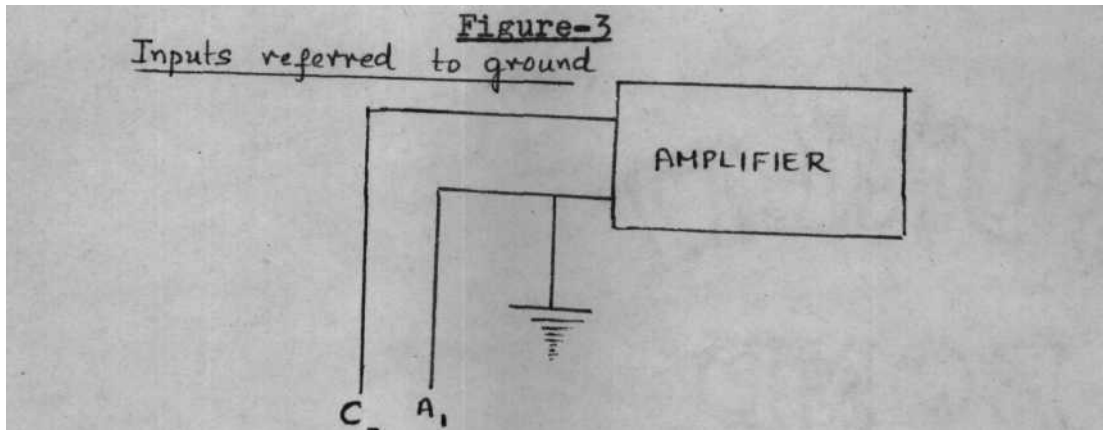 Figure-3
Inputs referred to ground
AMPLIFIER
C A₁